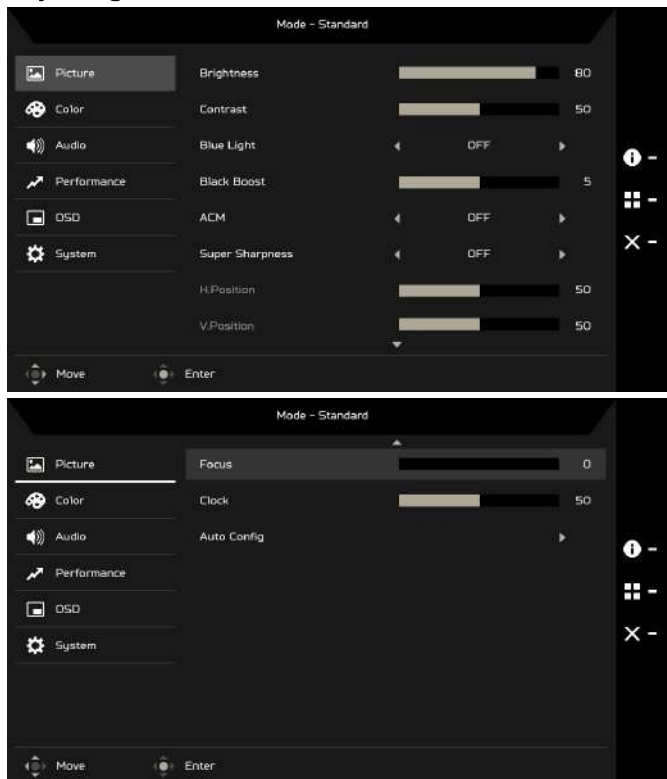 Mode - Standard
Picture Brightness 80
Color Contrast 50
Audio Blue Light OFF
Performance Black Boost 5
OSD ACM OFF
System Super Sharpness OFF
H.Position 50
V.Position 50
Move Enter
Mode - Standard
Picture Focus 0
Color Clock 50
Audio Auto Config
Performance
OSD
System
Move Enter